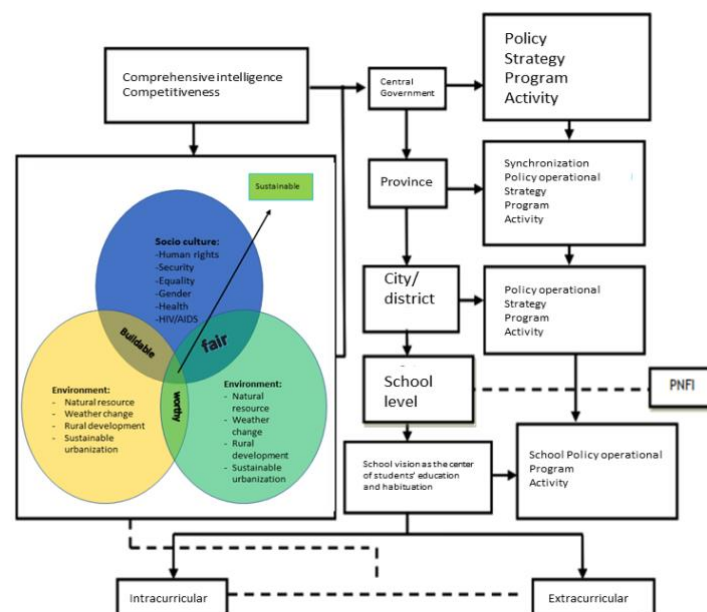 Comprehensive intelligence
Competitiveness
Central
Government
Policy
Strategy
Program
Activity
Sustainable
Province
Synchronization
Policy operational
Strategy
Program
Activity
Socio culture:
-Human rights
-Security
-Equality
-Gender
-Health
-HIV/AIDS
Buildable
fair
worthy
City/
district
Policy operational
Strategy
Program
Activity
Environment:
- Natural resource
- Weather change
- Rural development
- Sustainable
urbanization
Environment:
- Natural
resource
- Weather
change
- Rural
development
- Sustainable
urbanization
School
level
PNFI
School vision as the center
of students' education
and habituation
School Policy operational
Program
Activity
Intracurricular
Extracurricular